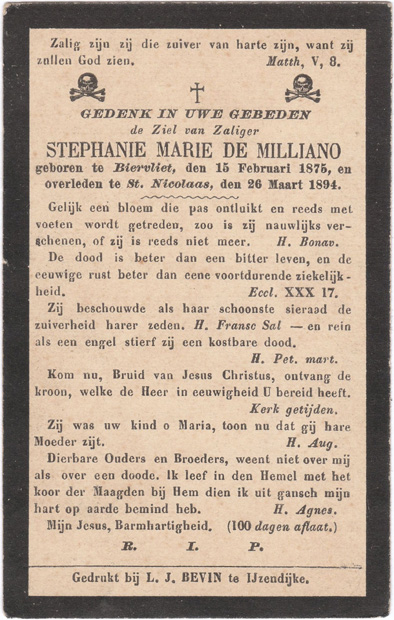 Zalig zijn zij die zuiver van harte zijn, want zij
zullen God zien. Matth, V, 8.
GEDENK IN UWE GEBEDEN
de Ziel van Zaliger
STEPHANIE MARIE DE MILLIANO
geboren te Biervliet, den 15 Februari 1875, en
overleden te St. Nicolaas, den 26 Maart 1894.
Gelijk een bloem die pas ontluikt en reeds met
voeten wordt getreden, zoo is zij nauwlijks ver-
schenen, of zij is reeds niet meer. H. Bonav.
De dood is beter dan een bitter leven, en de
eeuwige rust beter dan eene voortdurende ziekelijk-
heid. Eccl. XXX 17.
Zij beschouwde als haar schoonste sieraad de
zuiverheid harer zeden. H. Fransc Sal — en rein
als een engel stierf zij een kostbare dood.
H. Pet. mart.
Kom nu, Bruid van Jesus Christus, ontvang de
kroon, welke de Heer in eeuwigheid U bereid heeft.
Kerk getijden.
Zij was uw kind o Maria, toon nu dat gij hare
Moeder zijt. H. Aug.
Dierbare Ouders en Broeders, weent niet over mij
als over een doode. Ik leef in den Hemel met het
koor der Maagden bij Hem dien ik uit gansch mijn
hart op aarde bemind heb. H. Agnes.
Mijn Jesus, Barmhartigheid. (100 dagen aflaat.)
R. I. P.
Gedrukt bij L. J. BEVIN te IJzendijke.